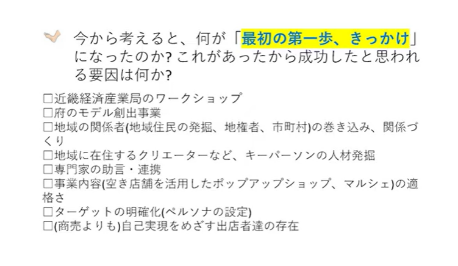 今から考えると、何が「最初の第一歩、きっかけ」
になったのか? これがあったから成功したと思われ
る要因は何か?
□近畿経済産業局のワークショップ
□府のモデル創出事業
□地域の関係者(地域住民の発掘、地権者、市町村)の巻き込み、関係づ
くり
□地域に在住するクリエーターなど、キーパーソンの人材発掘
□専門家の助言・連携
□事業内容(空き店舗を活用したポップアップショップ、マルシェ)の適
格さ
□ターゲットの明確化(ペルソナの設定)
□(商売よりも)自己実現をめざす出店者達の存在